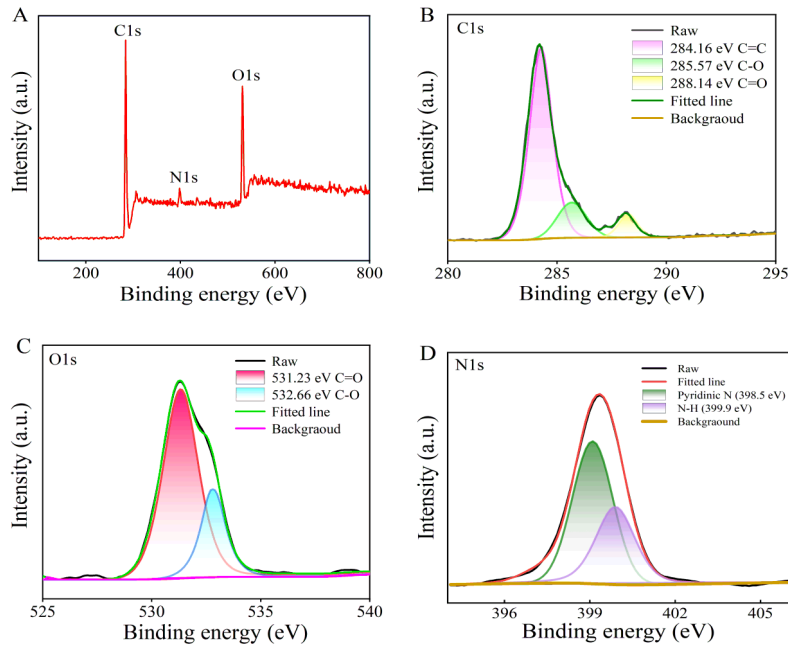 A
C1s
N1s
O1s
Intensity (a.u.)
200 400 600 800
Binding energy (eV)
B
C1s
Raw
284.16 eV C=C
285.57 eV C-O
288.14 eV C=O
Fitted line
Backgraoud
Intensity (a.u.)
280 285 290 295
Binding energy (eV)
C
O1s
Raw
531.23 eV C=O
532.66 eV C-O
Fitted line
Backgraoud
Intensity (a.u.)
525 530 535 540
Binding energy (eV)
D
N1s
Raw
Fitted line
Pyridinic N (398.5 eV)
N-H (399.9 eV)
Backgraound
Intensity (a.u.)
396 399 402 405
Binding energy (eV)